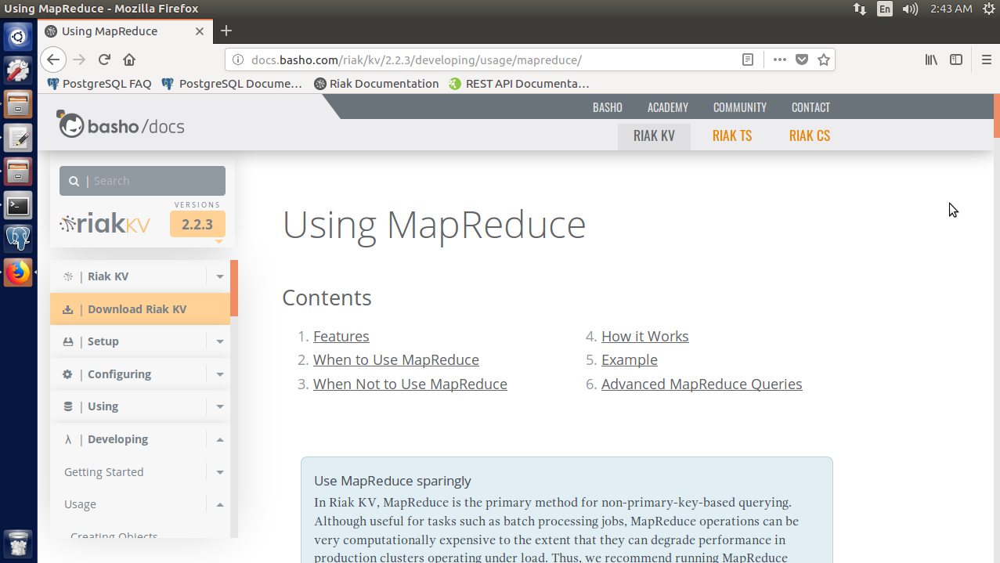 Using MapReduce - Mozilla Firefox
En
2:43 AM
Using MapReduce
docs.basho.com/riak/kv/2.2.3/developing/usage/mapreduce/
PostgreSQL FAQ
PostgreSQL Docume...
Riak Documentation
REST API Documenta...
basho/docs
BASHO
ACADEMY
COMMUNITY
CONTACT
RIAK KV
RIAK TS
RIAK CS
| Search
VERSIONS
riakKV
2.2.3
| Riak KV
| Download Riak KV
| Setup
| Configuring
| Using
λ | Developing
Getting Started
Usage
Creating Objects
Using MapReduce
Contents
1. Features
2. When to Use MapReduce
3. When Not to Use MapReduce
4. How it Works
5. Example
6. Advanced MapReduce Queries
Use MapReduce sparingly
In Riak KV, MapReduce is the primary method for non-primary-key-based querying.
Although useful for tasks such as batch processing jobs, MapReduce operations can be
very computationally expensive to the extent that they can degrade performance in
production clusters operating under load. Thus, we recommend running MapReduce